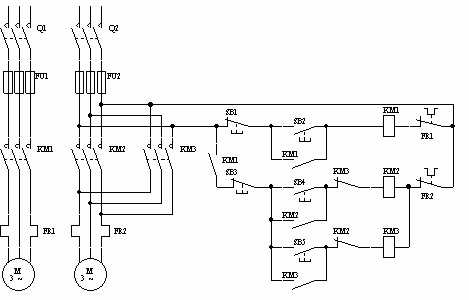 Q1 Q2
FU1 FU2
SB1 SB2 KM1
FR1
KM1 KM2 KM3 KM1 KM1
SB3 SB4 KM3 KM2
FR2
KM2
FR1 FR2
SB5 KM2 KM3
M
3 ~
M
3 ~
KM3